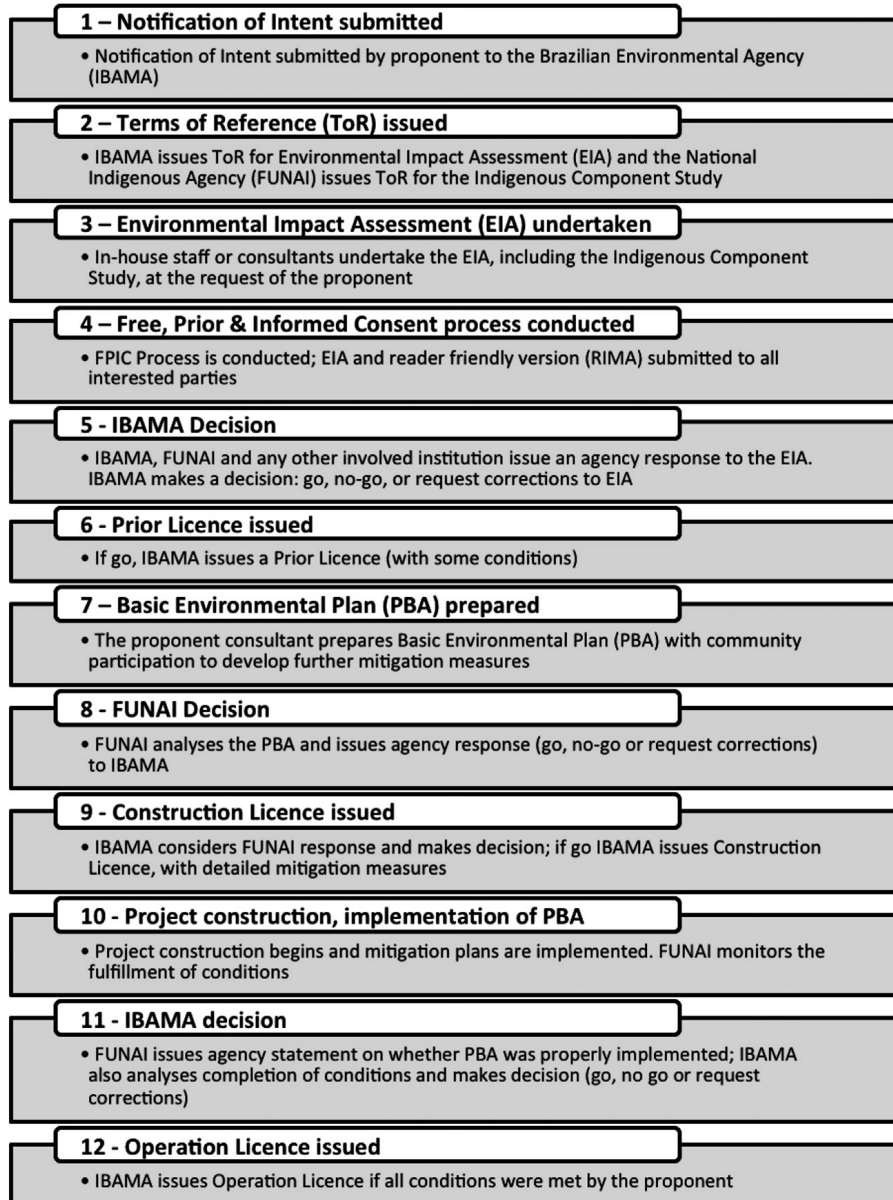 1 – Notification of Intent submitted
• Notification of Intent submitted by proponent to the Brazilian Environmental Agency
(IBAMA)
2 – Terms of Reference (ToR) issued
• IBAMA issues ToR for Environmental Impact Assessment (EIA) and the National
Indigenous Agency (FUNAI) issues ToR for the Indigenous Component Study
3 – Environmental Impact Assessment (EIA) undertaken
• In-house staff or consultants undertake the EIA, including the Indigenous Component
Study, at the request of the proponent
4 – Free, Prior & Informed Consent process conducted
• FPIC Process is conducted; EIA and reader friendly version (RIMA) submitted to all
interested parties
5 - IBAMA Decision
• IBAMA, FUNAI and any other involved institution issue an agency response to the EIA.
IBAMA makes a decision: go, no-go, or request corrections to EIA
6 - Prior Licence issued
• If go, IBAMA issues a Prior Licence (with some conditions)
7 – Basic Environmental Plan (PBA) prepared
• The proponent consultant prepares Basic Environmental Plan (PBA) with community
participation to develop further mitigation measures
8 - FUNAI Decision
• FUNAI analyses the PBA and issues agency response (go, no-go or request corrections)
to IBAMA
9 - Construction Licence issued
• IBAMA considers FUNAI response and makes decision; if go IBAMA issues Construction
Licence, with detailed mitigation measures
10 - Project construction, implementation of PBA
• Project construction begins and mitigation plans are implemented. FUNAI monitors the
fulfillment of conditions
11 - IBAMA decision
• FUNAI issues agency statement on whether PBA was properly implemented; IBAMA
also analyses completion of conditions and makes decision (go, no go or request
corrections)
12 - Operation Licence issued
• IBAMA issues Operation Licence if all conditions were met by the proponent